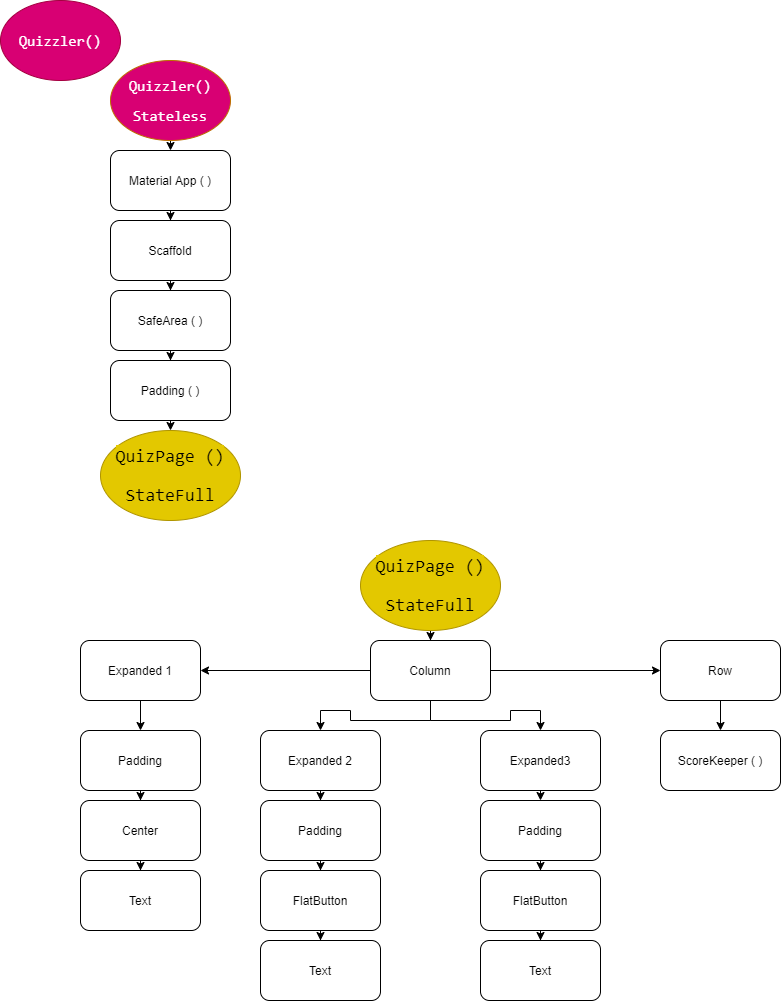 Quizzler()
Quizzler()
Stateless
Material App ( )
Scaffold
SafeArea ( )
Padding ( )
QuizPage ()
StateFull
QuizPage ()
StateFull
Expanded 1
Column
Row
Padding
Expanded 2
Expanded3
ScoreKeeper ( )
Center
Padding
Padding
Text
FlatButton
FlatButton
Text
Text